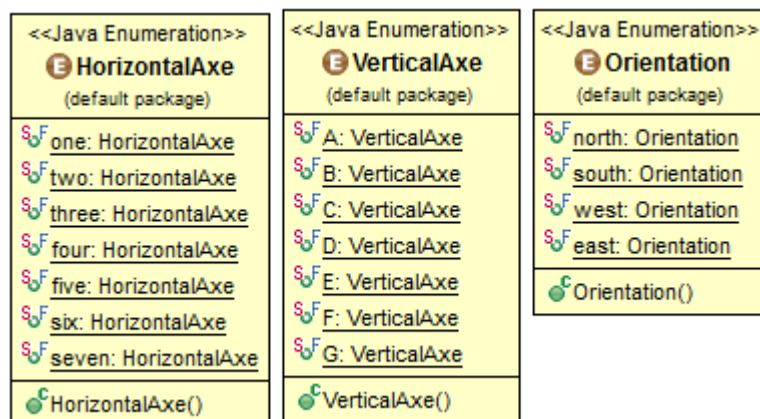 <<Java Enumeration>>
E HorizontalAxe
(default package)
S F one: HorizontalAxe
S F two: HorizontalAxe
S F three: HorizontalAxe
S F four: HorizontalAxe
S F five: HorizontalAxe
S F six: HorizontalAxe
S F seven: HorizontalAxe
C HorizontalAxe()
<<Java Enumeration>>
E VerticalAxe
(default package)
S F A: VerticalAxe
S F B: VerticalAxe
S F C: VerticalAxe
S F D: VerticalAxe
S F E: VerticalAxe
S F F: VerticalAxe
S F G: VerticalAxe
C VerticalAxe()
<<Java Enumeration>>
E Orientation
(default package)
S F north: Orientation
S F south: Orientation
S F west: Orientation
S F east: Orientation
C Orientation()